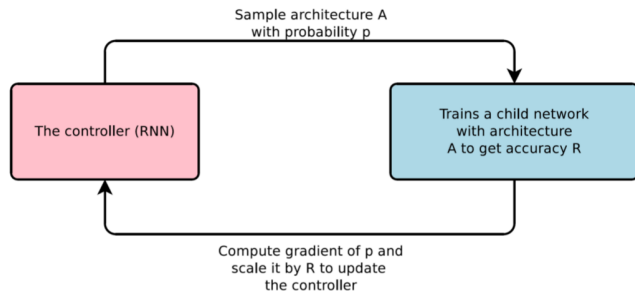 Sample architecture A
with probability p
The controller (RNN)
Trains a child network
with architecture
A to get accuracy R
Compute gradient of p and
scale it by R to update
the controller